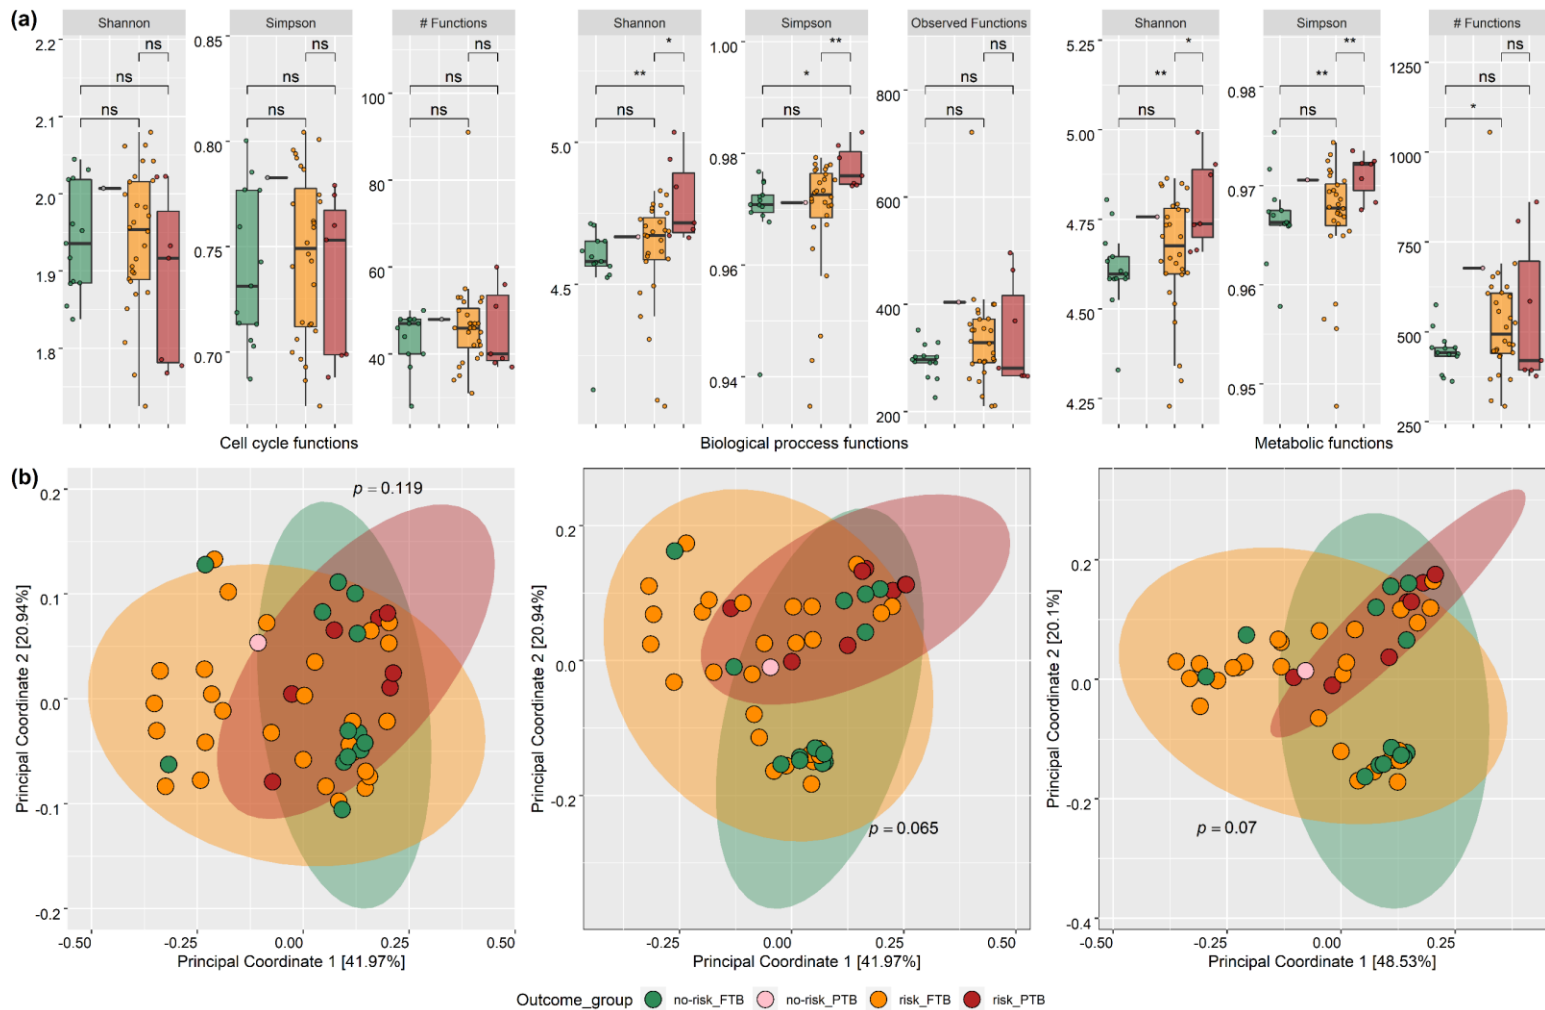 (a)
Shannon Simpson # Functions Shannon Simpson Observed Functions Shannon Simpson # Functions
2.2
2.1
2.0
1.9
1.8
ns
ns
ns
0.85
0.80
0.75
0.70
ns
ns
ns
100
80
60
40
ns
ns
ns
5.0
4.5
*
**
ns
1.00
0.98
0.96
0.94
**
*
ns
800
600
400
200
ns
ns
ns
5.25
5.00
4.75
4.50
4.25
*
**
ns
0.98
0.97
0.96
0.95
**
**
ns
1250
1000
750
500
250
ns
ns
*
Cell cycle functions Biological proccess functions Metabolic functions
(b)
p = 0.119
0.2
0.1
0.0
-0.1
-0.2
Principal Coordinate 2 [20.94%]
-0.50 -0.25 0.00 0.25 0.50
Principal Coordinate 1 [41.97%]
0.2
0.0
-0.2
Principal Coordinate 2 [20.94%]
p = 0.065
-0.25 0.00 0.25 0.50
Principal Coordinate 1 [41.97%]
0.2
0.0
-0.2
-0.4
Principal Coordinate 2 [20.1%]
p = 0.07
-0.50 -0.25 0.00 0.25
Principal Coordinate 1 [48.53%]
Outcome_group no-risk_FTB no-risk_PTB risk_FTB risk_PTB